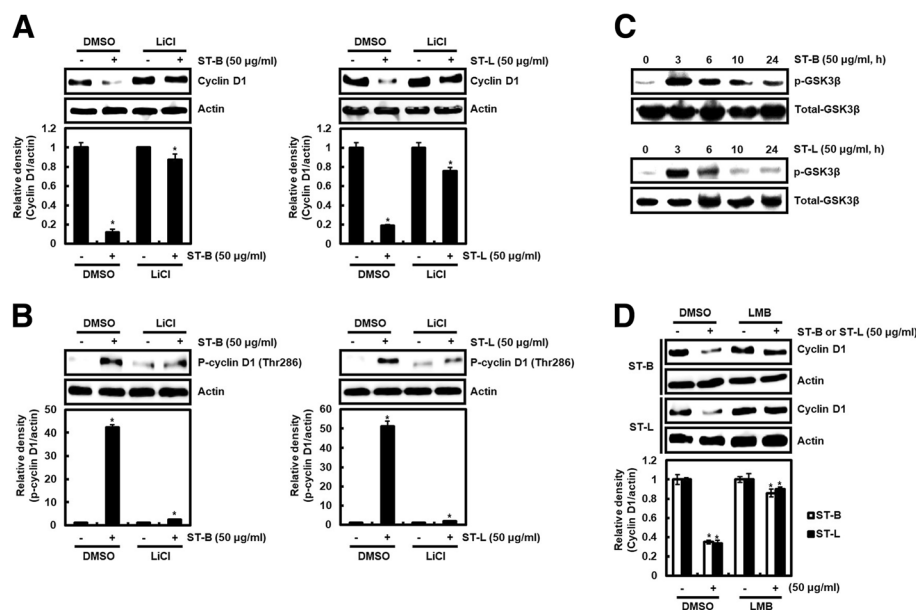 A
DMSO LiCl
- + - + ST-B (50 µg/ml)
Cyclin D1
Actin
Relative density
(Cyclin D1/actin)
1.2
1
0.8
0.6
0.4
0.2
0
* *
- + - + ST-B (50 µg/ml)
DMSO LiCl
DMSO LiCl
- + - + ST-L (50 µg/ml)
Cyclin D1
Actin
Relative density
(Cyclin D1/actin)
1.2
1
0.8
0.6
0.4
0.2
0
* *
- + - + ST-L (50 µg/ml)
DMSO LiCl
B
DMSO LiCl
- + - + ST-B (50 µg/ml)
P-cyclin D1 (Thr286)
Actin
Relative density
(p-cyclin D1/actin)
50
40
30
20
10
0
* *
- + - + ST-B (50 µg/ml)
DMSO LiCl
DMSO LiCl
- + - + ST-L (50 µg/ml)
P-cyclin D1 (Thr286)
Actin
Relative density
(p-cyclin D1/actin)
60
50
40
30
20
10
0
* *
- + - + ST-L (50 µg/ml)
DMSO LiCl
C
0 3 6 10 24 ST-B (50 µg/ml, h)
p-GSK3β
Total-GSK3β
0 3 6 10 24 ST-L (50 µg/ml, h)
p-GSK3β
Total-GSK3β
D
DMSO LMB
- + - + ST-B or ST-L (50 µg/ml)
ST-B
Cyclin D1
Actin
ST-L
Cyclin D1
Actin
Relative density
(Cyclin D1/actin)
1.2
1
0.8
0.6
0.4
0.2
0
* * * *
ST-B
ST-L
- + - + (50 µg/ml)
DMSO LMB